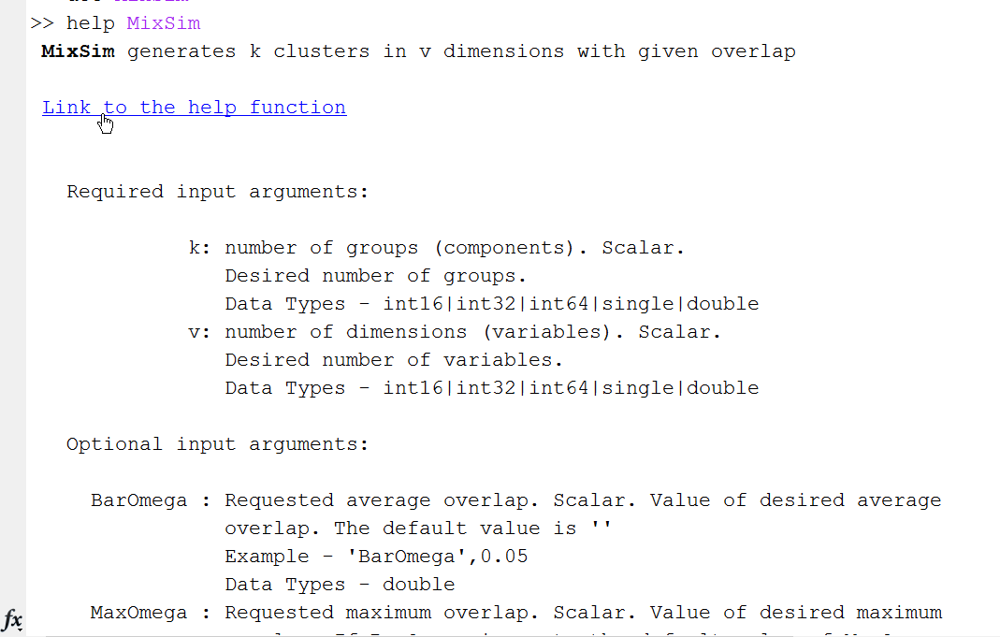 >> help MixSim
MixSim generates k clusters in v dimensions with given overlap
Link to the help function
Required input arguments:
k: number of groups (components). Scalar.
Desired number of groups.
Data Types - int16|int32|int64|single|double
v: number of dimensions (variables). Scalar.
Desired number of variables.
Data Types - int16|int32|int64|single|double
Optional input arguments:
BarOmega : Requested average overlap. Scalar. Value of desired average
overlap. The default value is ''
Example - 'BarOmega',0.05
Data Types - double
fx MaxOmega : Requested maximum overlap. Scalar. Value of desired maximum